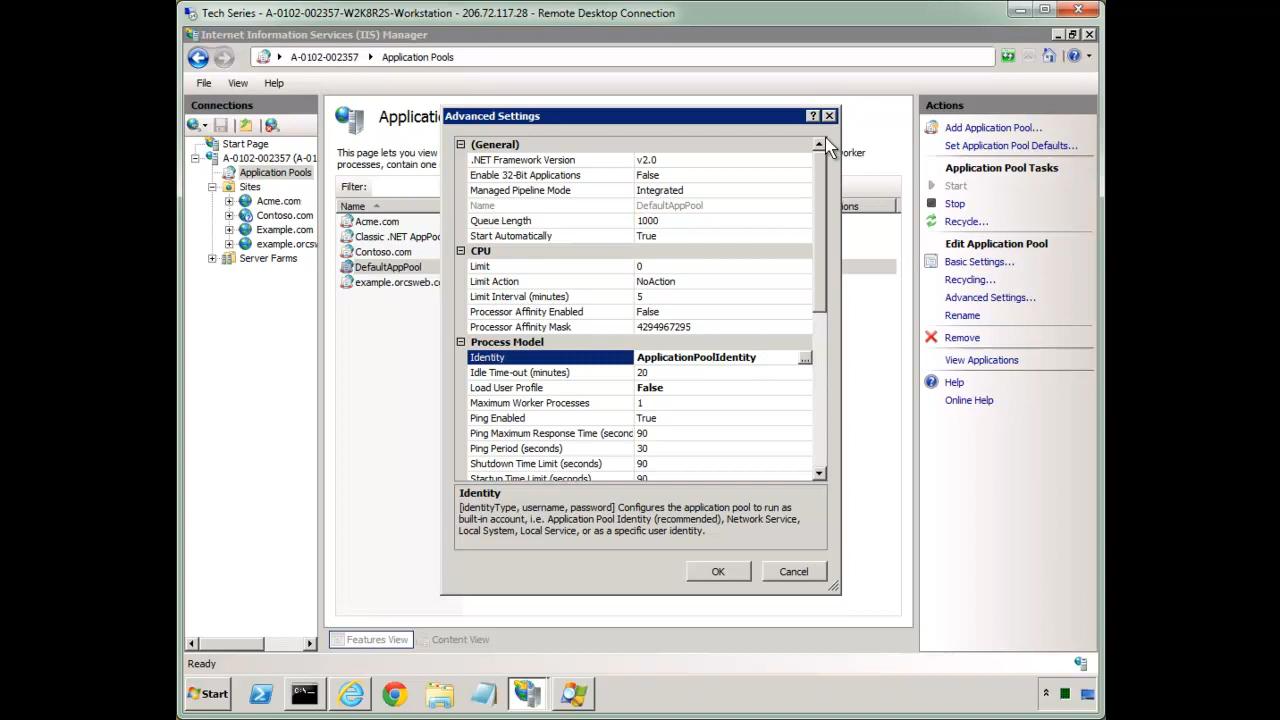 Tech Series - A-0102-002357-W2K8R2S-Workstation - 206.72.117.28 - Remote Desktop Connection
Internet Information Services (IIS) Manager
A-0102-002357
Application Pools
File View Help
Connections
Start Page
A-0102-002357 (A-01
Application Pools
Sites
Acme.com
Contoso.com
Example.com
example.orcsw
Server Farms
Applicati
This page lets you view
processes, contain one
worker
Filter:
Name
ions
Acme.com
Classic .NET AppPoo
Contoso.com
DefaultAppPool
example.orcsweb.co
Features View
Content View
Advanced Settings
?
(General)
.NET Framework Version v2.0
Enable 32-Bit Applications False
Managed Pipeline Mode Integrated
Name DefaultAppPool
Queue Length 1000
Start Automatically True
CPU
Limit 0
Limit Action NoAction
Limit Interval (minutes) 5
Processor Affinity Enabled False
Processor Affinity Mask 4294967295
Process Model
Identity ApplicationPoolIdentity ...
Idle Time-out (minutes) 20
Load User Profile False
Maximum Worker Processes 1
Ping Enabled True
Ping Maximum Response Time (second 90
Ping Period (seconds) 30
Shutdown Time Limit (seconds) 90
Startup Time Limit (seconds) 90
Identity
[identityType, username, password] Configures the application pool to run as
built-in account, i.e. Application Pool Identity (recommended), Network Service,
Local System, Local Service, or as a specific user identity.
OK
Cancel
Actions
Add Application Pool...
Set Application Pool Defaults...
Application Pool Tasks
Start
Stop
Recycle...
Edit Application Pool
Basic Settings...
Recycling...
Advanced Settings...
Rename
Remove
View Applications
Help
Online Help
Ready
Start